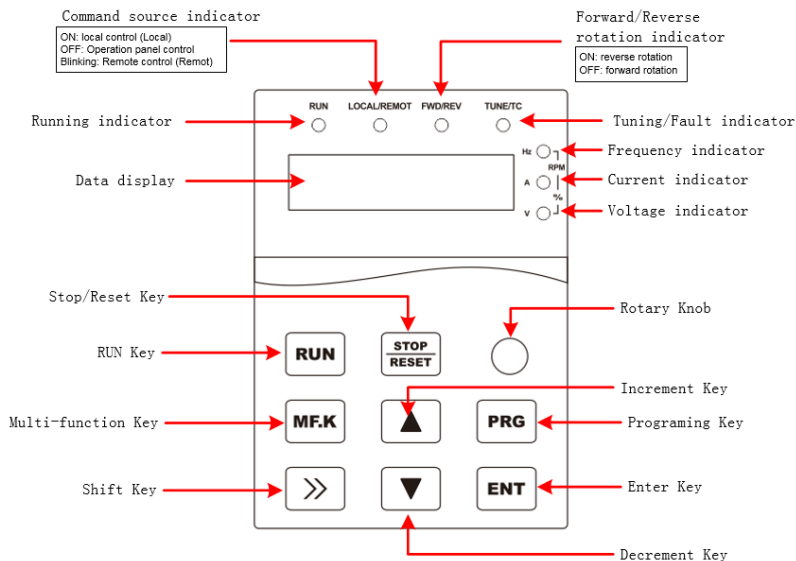 Command source indicator
ON: local control (Local)
OFF: Operation panel control
Blinking: Remote control (Remot)
Forward/Reverse
rotation indicator
ON: reverse rotation
OFF: forward rotation
RUN LOCAL/REMOT FWD/REV TUNE/TC
Running indicator
Tuning/Fault indicator
Hz
Frequency indicator
RPM
Data display
A
Current indicator
%
V
Voltage indicator
Stop/Reset Key
Rotary Knob
RUN Key
RUN
STOP
RESET
Increment Key
Multi-function Key
MF.K
PRG
Programing Key
Shift Key
ENT
Enter Key
Decrement Key